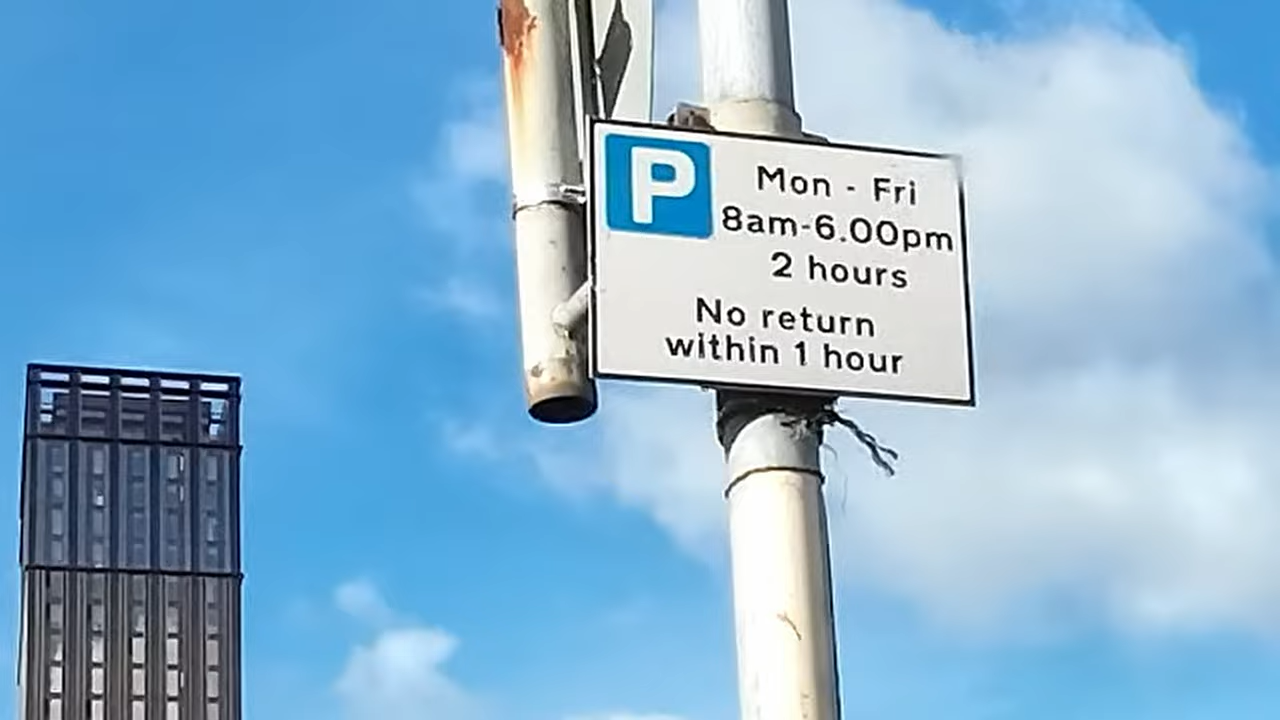 P
Mon - Fri
8am-6.00pm
2 hours
No return
within 1 hour